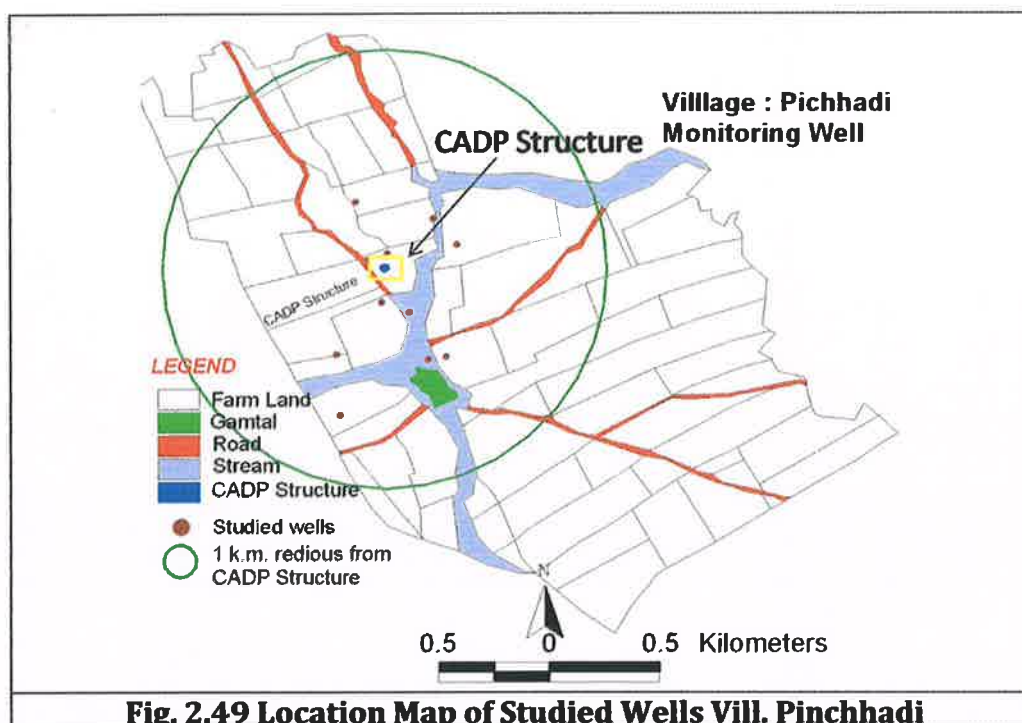 Villlage : Pichhadi
Monitoring Well
CADP Structure
CADP Structure
LEGEND
Farm Land
Gamtal
Road
Stream
CADP Structure
Studied wells
1 k.m. redious from
CADP Structure
N
0.5 0 0.5 Kilometers
Fig. 2.49 Location Map of Studied Wells Vill. Pinchhadi